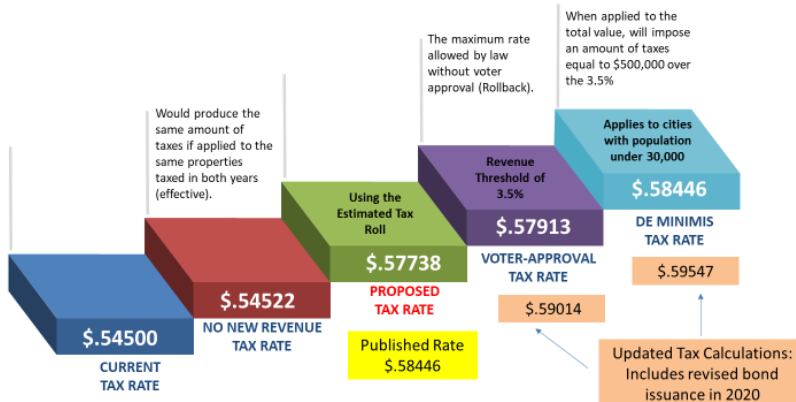 Would produce the
same amount of
taxes if applied to the
same properties
taxed in both years
(effective).
The maximum rate
allowed by law
without voter
approval (Rollback).
When applied to the
total value, will impose
an amount of taxes
equal to $500,000 over
the 3.5%
$.54500
CURRENT
TAX RATE
$.54522
NO NEW REVENUE
TAX RATE
Using the
Estimated Tax
Roll
$.57738
PROPOSED
TAX RATE
Published Rate
$.58446
Revenue
Threshold of
3.5%
$.57913
VOTER-APPROVAL
TAX RATE
$.59014
Applies to cities
with population
under 30,000
$.58446
DE MINIMIS
TAX RATE
$.59547
Updated Tax Calculations:
Includes revised bond
issuance in 2020